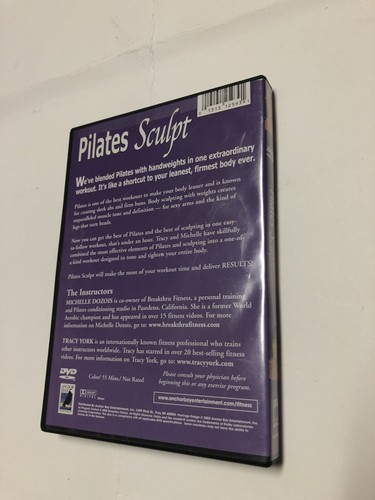 0 1313 12593
Pilates Sculpt
We've blended Pilates with handweights in one extraordinary
workout. It's like a shortcut to your leanest, firmest body ever.
Pilates is one of the best workouts to make your body leaner and is known
for creating sleek abs and firm buns. Body sculpting with weights creates
unparalleled muscle tone and definition — for sexy arms and the kind of
legs that turn heads.
Now you can get the best of Pilates and the best of sculpting in one easy-
to-follow workout, that's under an hour. Tracy and Michelle have skillfully
combined the most effective elements of Pilates and sculpting into a one-of-
a-kind workout designed to tone and tighten your entire body.
Pilates Sculpt will make the most of your workout time and deliver RESULTS!
The Instructors
MICHELLE DOZOIS is co-owner of Breakthru Fitness, a personal training
and Pilates conditioning studio in Pasadena, California. She is a former World
Aerobic champion and has appeared in over 15 fitness videos. For more
information on Michelle Dozois, go to: www.breakthrufitness.com
TRACY YORK is an internationally known fitness professional who trains
other instructors worldwide. Tracy has starred in over 20 best-selling fitness
videos. For more information on Tracy York, go to: www.tracyyork.com
DVD
Color/ 55 Mins/ Not Rated
Please consult your physician before
beginning this or any exercise program.
DOLBY
www.anchorbayentertainment.com/fitness